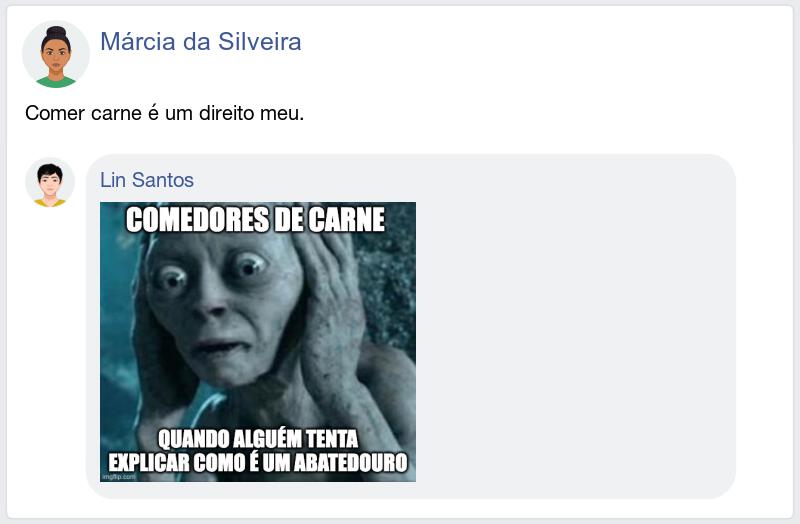 Márcia da Silveira
Comer carne é um direito meu.
Lin Santos
COMEDORES DE CARNE
QUANDO ALGUÉM TENTA
EXPLICAR COMO É UM ABATEDOURO
imgflip.com